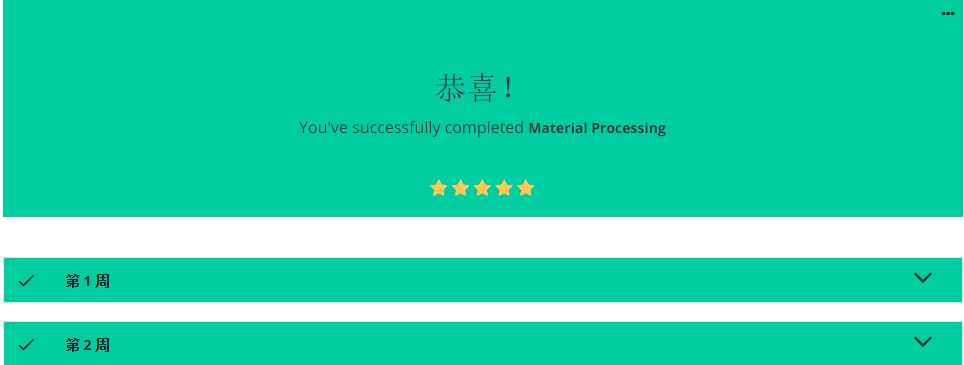 恭喜！
You've successfully completed Material Processing
第 1 周
第 2 周